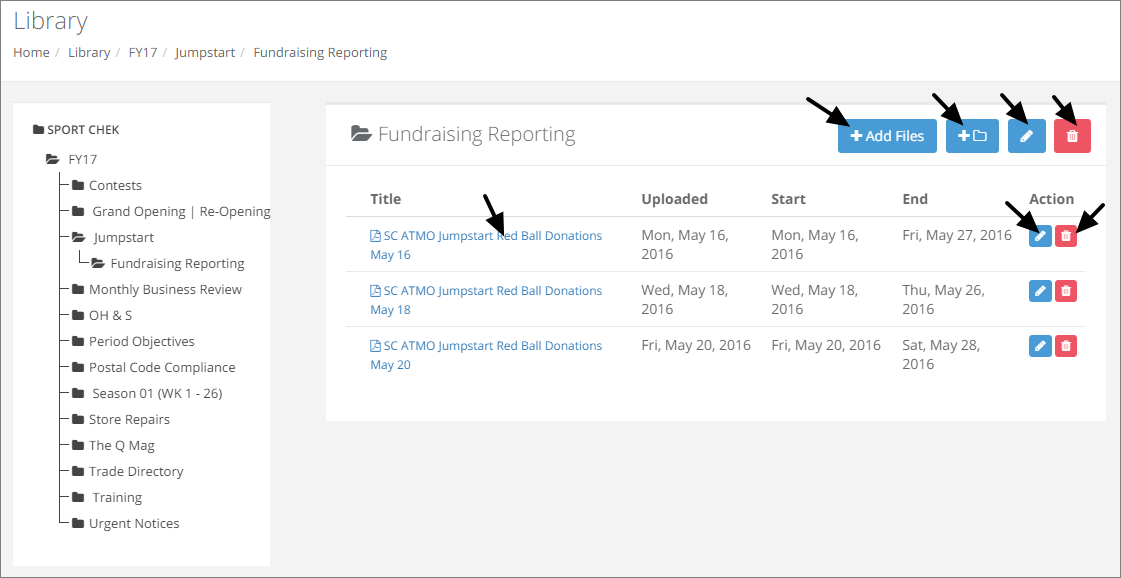 Library
Home / Library / FY17 / Jumpstart / Fundraising Reporting
SPORT CHEK
FY17
Contests
Grand Opening | Re-Opening
Jumpstart
Fundraising Reporting
Monthly Business Review
OH & S
Period Objectives
Postal Code Compliance
Season 01 (WK 1 - 26)
Store Repairs
The Q Mag
Trade Directory
Training
Urgent Notices
Fundraising Reporting
Add Files
Title Uploaded Start End Action
SC ATMO Jumpstart Red Ball Donations Mon, May 16, Mon, May 16, Fri, May 27, 2016
May 16 2016 2016
SC ATMO Jumpstart Red Ball Donations Wed, May 18, Wed, May 18, Thu, May 26,
May 18 2016 2016 2016
SC ATMO Jumpstart Red Ball Donations Fri, May 20, 2016 Fri, May 20, 2016 Sat, May 28,
May 20 2016